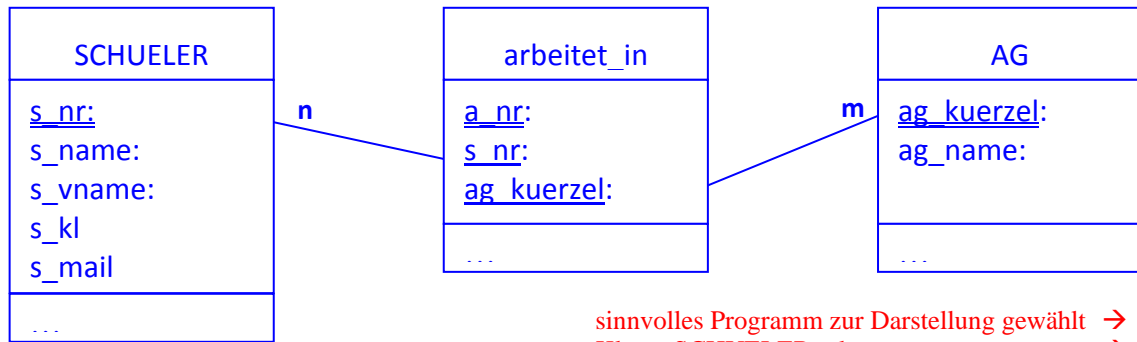 SCHUELER
s_nr:
s_name:
s_vname:
s_kl
s_mail
...
n
arbeitet_in
a_nr:
s_nr:
ag_kuerzel:
...
m
AG
ag_kuerzel:
ag_name:
...
sinnvolles Programm zur Darstellung gewählt →